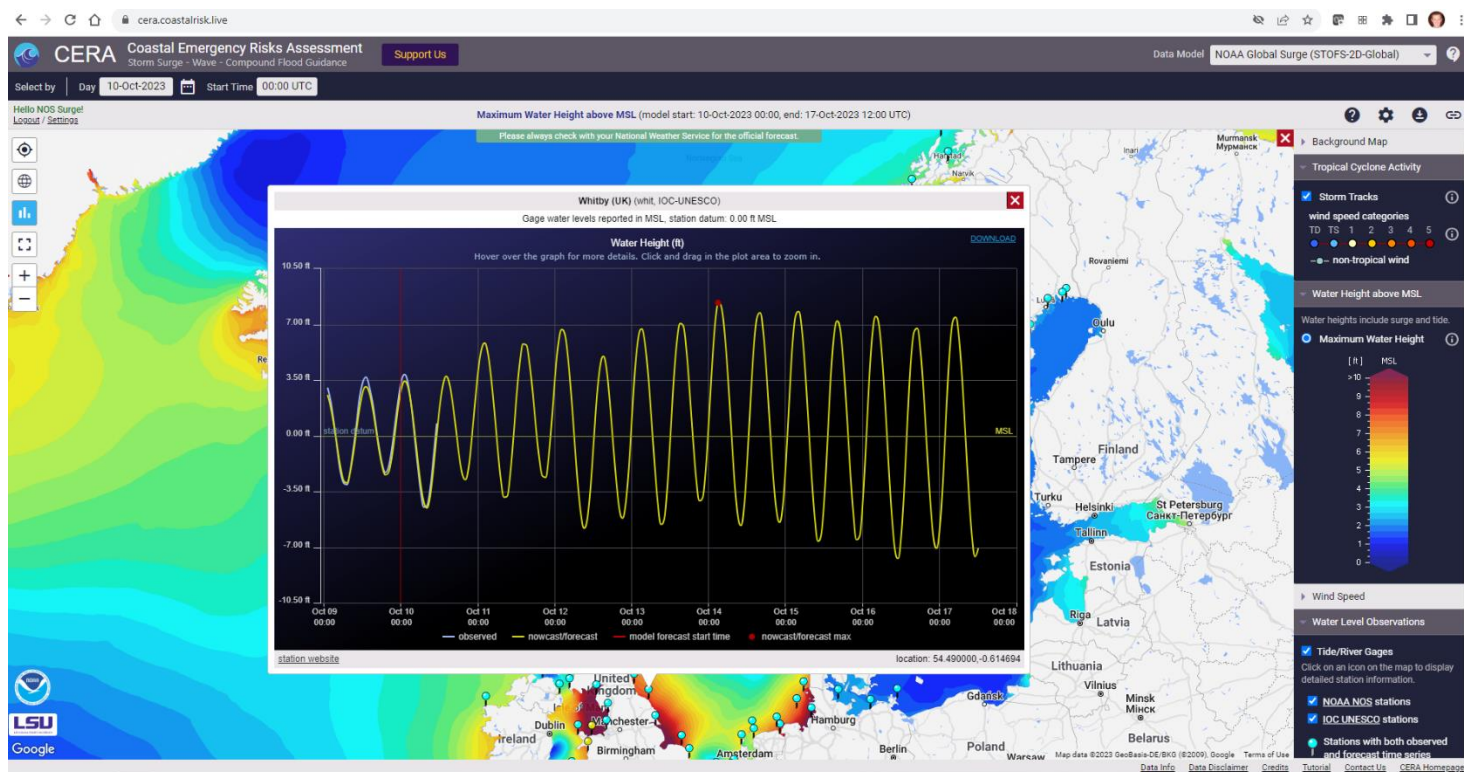 cera.coastalrisk.live
CERA
Coastal Emergency Risks Assessment
Storm Surge - Wave - Compound Flood Guidance
Support Us
Data Model
NOAA Global Surge (STOFS-2D-Global)
Select by
Day
10-Oct-2023
Start Time
00:00 UTC
Hello NOS Surge!
Logout / Settings
Maximum Water Height above MSL (model start: 10-Oct-2023 00:00, end: 17-Oct-2023 12:00 UTC)
Please always check with your National Weather Service for the official forecast.
Harstad
Narvik
Inari
Murmansk
Мурманск
Rovaniemi
Oulu
Finland
Tampere
Turku
Helsinki
St Petersburg
Санкт-Петербург
Tallinn
Estonia
Riga
Latvia
Lithuania
Vilnius
Minsk
Мінск
Belarus
Gdańsk
Poland
Warsaw
Berlin
Hamburg
Amsterdam
United
Kingdom
Manchester
Dublin
Ireland
Birmingham
Whitby (UK) (whit, IOC-UNESCO)
Gage water levels reported in MSL, station datum: 0.00 ft MSL
Water Height (ft)
DOWNLOAD
Hover over the graph for more details. Click and drag in the plot area to zoom in.
10.50 ft
7.00 ft
3.50 ft
0.00 ft
station datum
MSL
-3.50 ft
-7.00 ft
-10.50 ft
Oct 09 Oct 10 Oct 11 Oct 12 Oct 13 Oct 14 Oct 15 Oct 16 Oct 17 Oct 18
00:00 00:00 00:00 00:00 00:00 00:00 00:00 00:00 00:00 00:00
observed nowcast/forecast model forecast start time nowcast/forecast max
station website
location: 54.490000,-0.614694
Background Map
Tropical Cyclone Activity
Storm Tracks
wind speed categories
TD TS 1 2 3 4 5
non-tropical wind
Water Height above MSL
Water heights include surge and tide.
Maximum Water Height
[ft] MSL
>10
9
8
7
6
5
4
3
2
1
0
Wind Speed
Water Level Observations
Tide/River Gages
Click on an icon on the map to display
detailed station information.
NOAA NOS stations
IOC UNESCO stations
Stations with both observed
and forecast time series
NOAA
LSU
Google
Map data ©2023 GeoBasis-DE/BKG (©2009), Google Terms of Use
Data Info Data Disclaimer Credits Tutorial Contact Us CERA Homepage